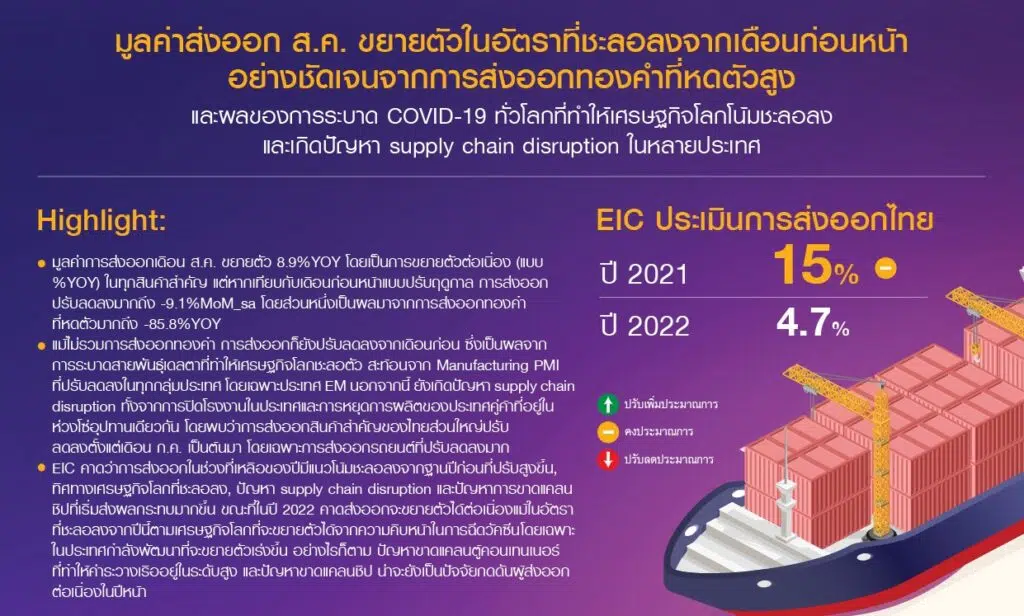 มูลค่าส่งออก ส.ค. ขยายตัวในอัตราที่ชะลอลงจากเดือนก่อนหน้า
อย่างชัดเจนจากการส่งออกทองคำที่หดตัวสูง
และผลของการระบาด COVID-19 ทั่วโลกที่ทำให้เศรษฐกิจโลกโน้มชะลอลง
และเกิดปัญหา supply chain disruption ในหลายประเทศ
Highlight:
• มูลค่าการส่งออกเดือน ส.ค. ขยายตัว 8.9%YOY โดยเป็นการขยายตัวต่อเนื่อง (แบบ
%YOY) ในทุกสินค้าสำคัญ แต่หากเทียบกับเดือนก่อนหน้าแบบปรับฤดูกาล การส่งออก
ปรับลดลงมากถึง -9.1%MoM_sa โดยส่วนหนึ่งเป็นผลมาจากการส่งออกทองคำ
ที่หดตัวมากถึง -85.8%YOY
• แม้ไม่รวมการส่งออกทองคำ การส่งออกก็ยังปรับลดลงจากเดือนก่อน ซึ่งเป็นผลจาก
การระบาดสายพันธุ์เดลตาที่ทำให้เศรษฐกิจโลกชะลอตัว สะท้อนจาก Manufacturing PMI
ที่ปรับลดลงในทุกกลุ่มประเทศ โดยเฉพาะประเทศ EM นอกจากนี้ ยังเกิดปัญหา supply chain
disruption ทั้งจากการปิดโรงงานในประเทศและการหยุดการผลิตของประเทศคู่ค้าที่อยู่ใน
ห่วงโซ่อุปทานเดียวกัน โดยพบว่าการส่งออกสินค้าสำคัญของไทยส่วนใหญ่ปรับ
ลดลงตั้งแต่เดือน ก.ค. เป็นต้นมา โดยเฉพาะการส่งออกรถยนต์ที่ปรับลดลงมาก
• EIC คาดว่าการส่งออกในช่วงที่เหลือของปีมีแนวโน้มชะลอลงจากฐานปีก่อนที่ปรับสูงขึ้น,
ทิศทางเศรษฐกิจโลกที่ชะลอลง, ปัญหา supply chain disruption และปัญหาการขาดแคลน
ชิปที่เริ่มส่งผลกระทบมากขึ้น ขณะที่ในปี 2022 คาดส่งออกจะขยายตัวได้ต่อเนื่องแม้ในอัตรา
ที่ชะลอลงจากปีนี้ตามเศรษฐกิจโลกที่จะขยายตัวได้จากความคืบหน้าในการฉีดวัคซีนโดยเฉพาะ
ในประเทศกำลังพัฒนาที่จะขยายตัวเร่งขึ้น อย่างไรก็ตาม ปัญหาขาดแคลนตู้คอนเทนเนอร์
ที่ทำให้ค่าระวางเรืออยู่ในระดับสูง และปัญหาขาดแคลนชิป น่าจะยังเป็นปัจจัยกดดันผู้ส่งออก
ต่อเนื่องในปีหน้า
EIC ประเมินการส่งออกไทย
ปี 2021 15%
ปี 2022 4.7%
ปรับเพิ่มประมาณการ
คงประมาณการ
ปรับลดประมาณการ